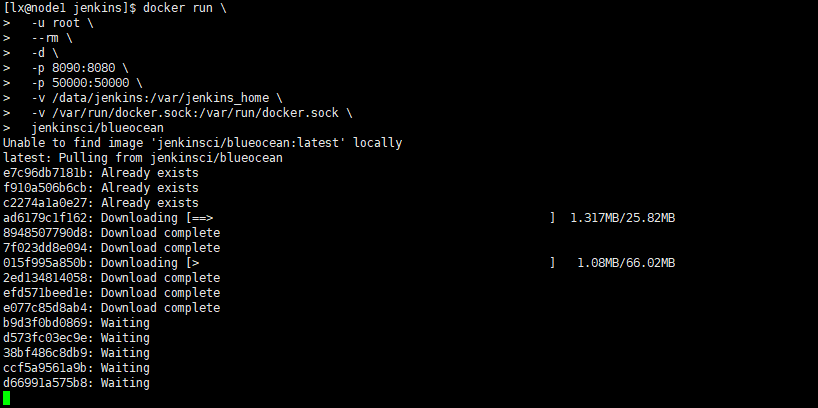 [lx@node1 jenkins]$ docker run \
>   -u root \
>   --rm \
>   -d \
>   -p 8090:8080 \
>   -p 50000:50000 \
>   -v /data/jenkins:/var/jenkins_home \
>   -v /var/run/docker.sock:/var/run/docker.sock \
>   jenkinsci/blueocean
Unable to find image 'jenkinsci/blueocean:latest' locally
latest: Pulling from jenkinsci/blueocean
e7c96db7181b: Already exists
f910a506b6cb: Already exists
c2274a1a0e27: Already exists
ad6179c1f162: Downloading [==>                                                ]  1.317MB/25.82MB
8948507790d8: Download complete
7f023dd8e094: Download complete
015f995a850b: Downloading [>                                                  ]   1.08MB/66.02MB
2ed134814058: Download complete
efd571beed1e: Download complete
e077c85d8ab4: Download complete
b9d3f0bd0869: Waiting
d573fc03ec9e: Waiting
38bf486c8db9: Waiting
ccf5a9561a9b: Waiting
d66991a575b8: Waiting